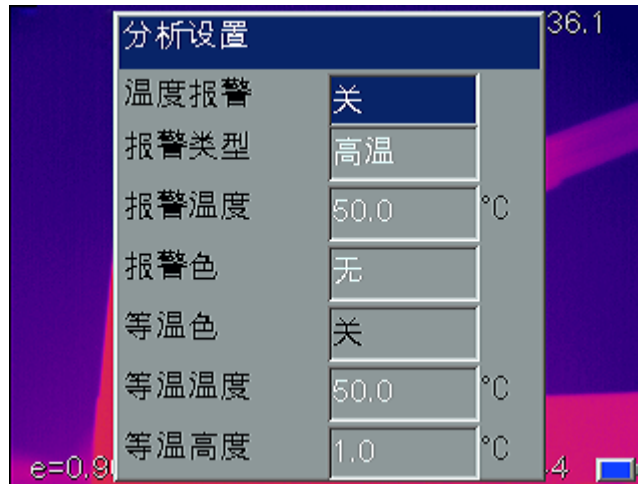 分析设置
36.1
温度报警 关
报警类型 高温
报警温度 50.0 °C
报警色 无
等温色 关
等温温度 50.0 °C
等温高度 1.0 °C